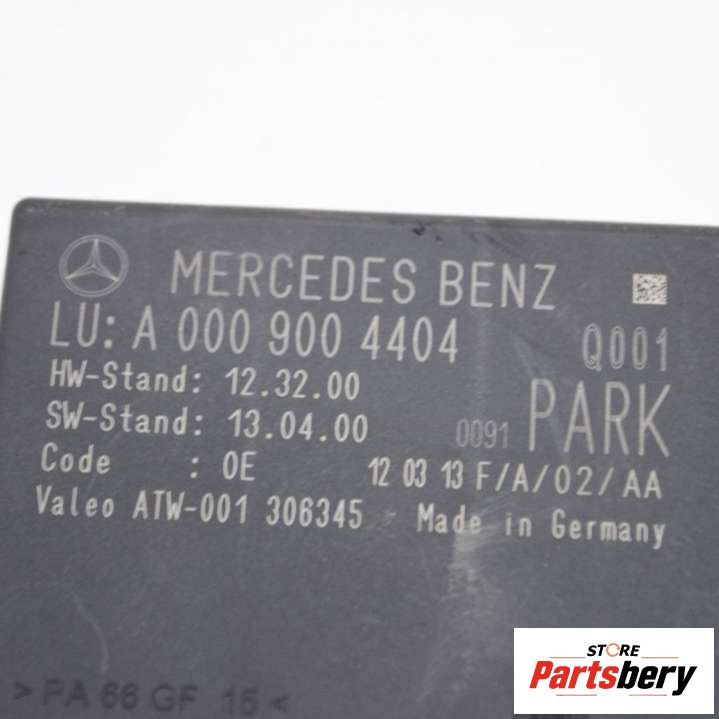 MERCEDES BENZ
LU: A 000 900 4404 Q001
HW-Stand: 12.32.00
SW-Stand: 13.04.00 0091 PARK
Code : 0E 12 03 13 F/A/02/AA
Valeo ATW-001 306345 Made in Germany
> PA 66 GF 15 <
STORE
Partsbery